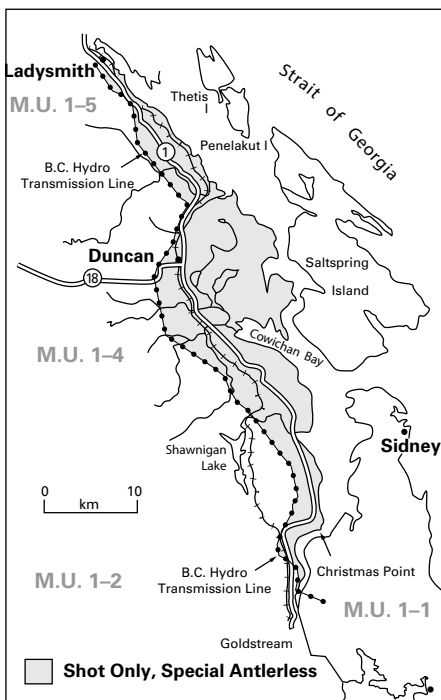 Ladysmith
M.U. 1–5
Thetis
I
Strait of Georgia
Penelakut I
1
B.C. Hydro
Transmission Line
Duncan
18
Saltspring
Island
Cowichan Bay
M.U. 1–4
Sidney
Shawnigan
Lake
0 10
km
Christmas Point
B.C. Hydro
Transmission Line
M.U. 1–2
M.U. 1–1
Goldstream
Shot Only, Special Antlerless